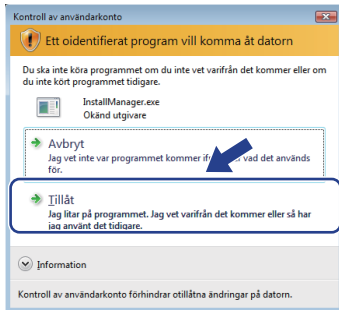 Kontroll av användarkonto
Ett oidentifierat program vill komma åt datorn
Du ska inte köra programmet om du inte vet varifrån det kommer eller om
du inte kört programmet tidigare.
InstallManager.exe
Okänd utgivare
Avbryt
Jag vet inte var programmet kommer vad det används
för.
Tillåt
Jag litar på programmet. Jag vet varifrån det kommer eller så har
jag använt det tidigare.
Information
Kontroll av användarkonto förhindrar otillåtna ändringar på datorn.